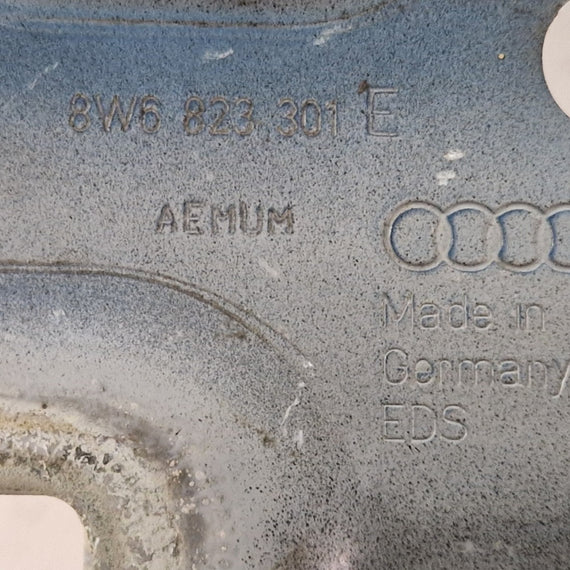 8W6 823 301 E
AEMUM
Made in
Germany
EDS